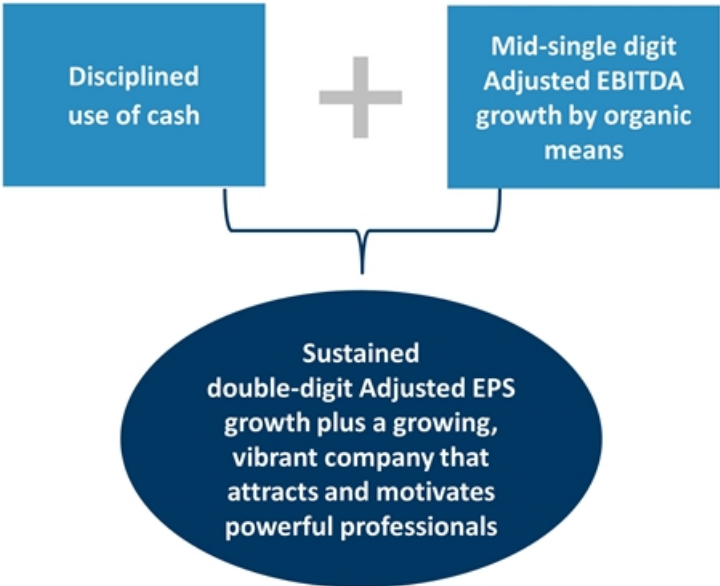 Disciplined
use of cash
Mid-single digit
Adjusted EBITDA
growth by organic
means
Sustained
double-digit Adjusted EPS
growth plus a growing,
vibrant company that
attracts and motivates
powerful professionals